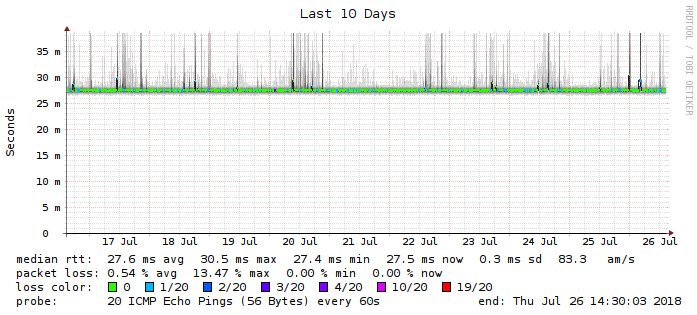 Last 10 Days
RRDTOOL / TOBI OETIKER
Seconds
35 m
30 m
25 m
20 m
15 m
10 m
5 m
0
17 Jul 18 Jul 19 Jul 20 Jul 21 Jul 22 Jul 23 Jul 24 Jul 25 Jul 26 Jul
median rtt: 27.6 ms avg 30.5 ms max 27.4 ms min 27.5 ms now 0.3 ms sd 83.3 am/s
packet loss: 0.54 % avg 13.47 % max 0.00 % min 0.00 % now
loss color: 0 1/20 2/20 3/20 4/20 10/20 19/20
probe: 20 ICMP Echo Pings (56 Bytes) every 60s end: Thu Jul 26 14:30:03 2018